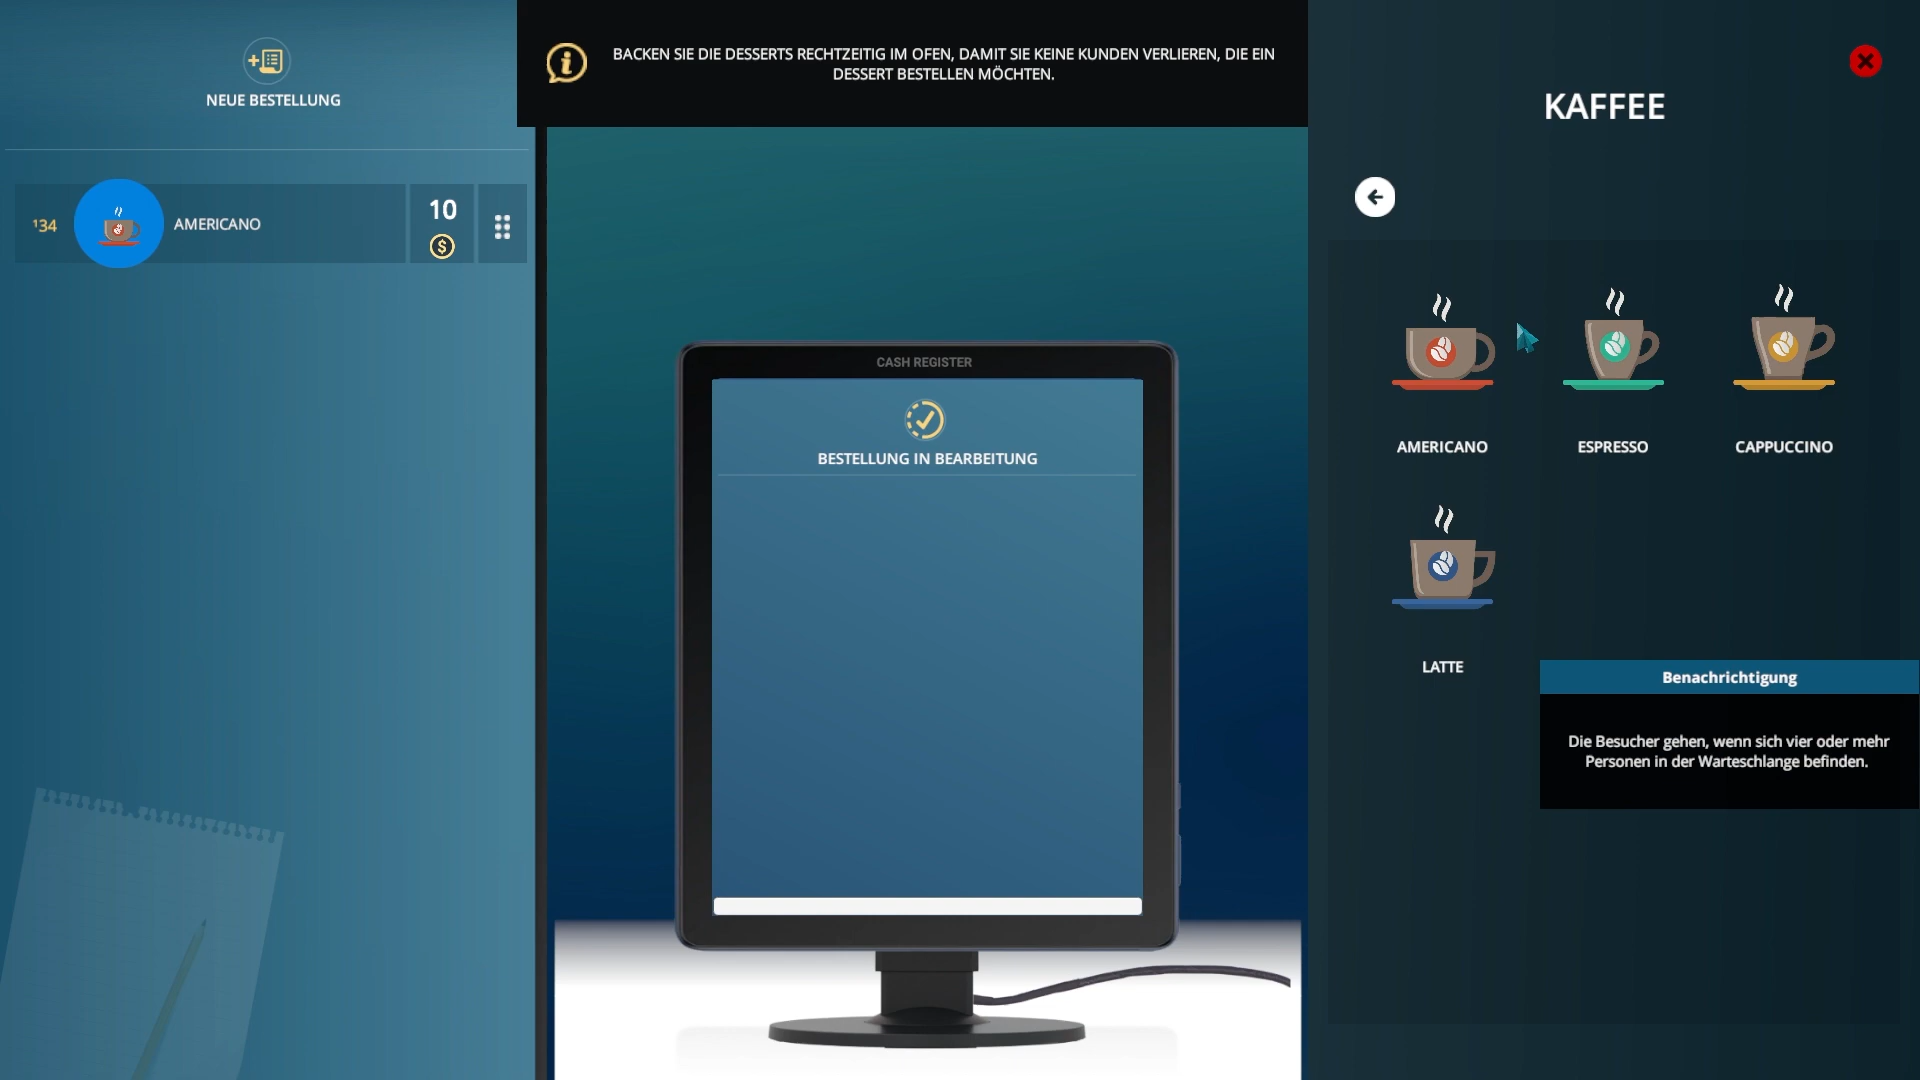 NEUE BESTELLUNG
BACKEN SIE DIE DESSERTS RECHTZEITIG IM OFEN, DAMIT SIE KEINE KUNDEN VERLIEREN, DIE EIN
DESSERT BESTELLEN MÖCHTEN.
KAFFEE
134
AMERICANO
10
CASH REGISTER
BESTELLUNG IN BEARBEITUNG
AMERICANO
ESPRESSO
CAPPUCCINO
LATTE
Benachrichtigung
Die Besucher gehen, wenn sich vier oder mehr
Personen in der Warteschlange befinden.